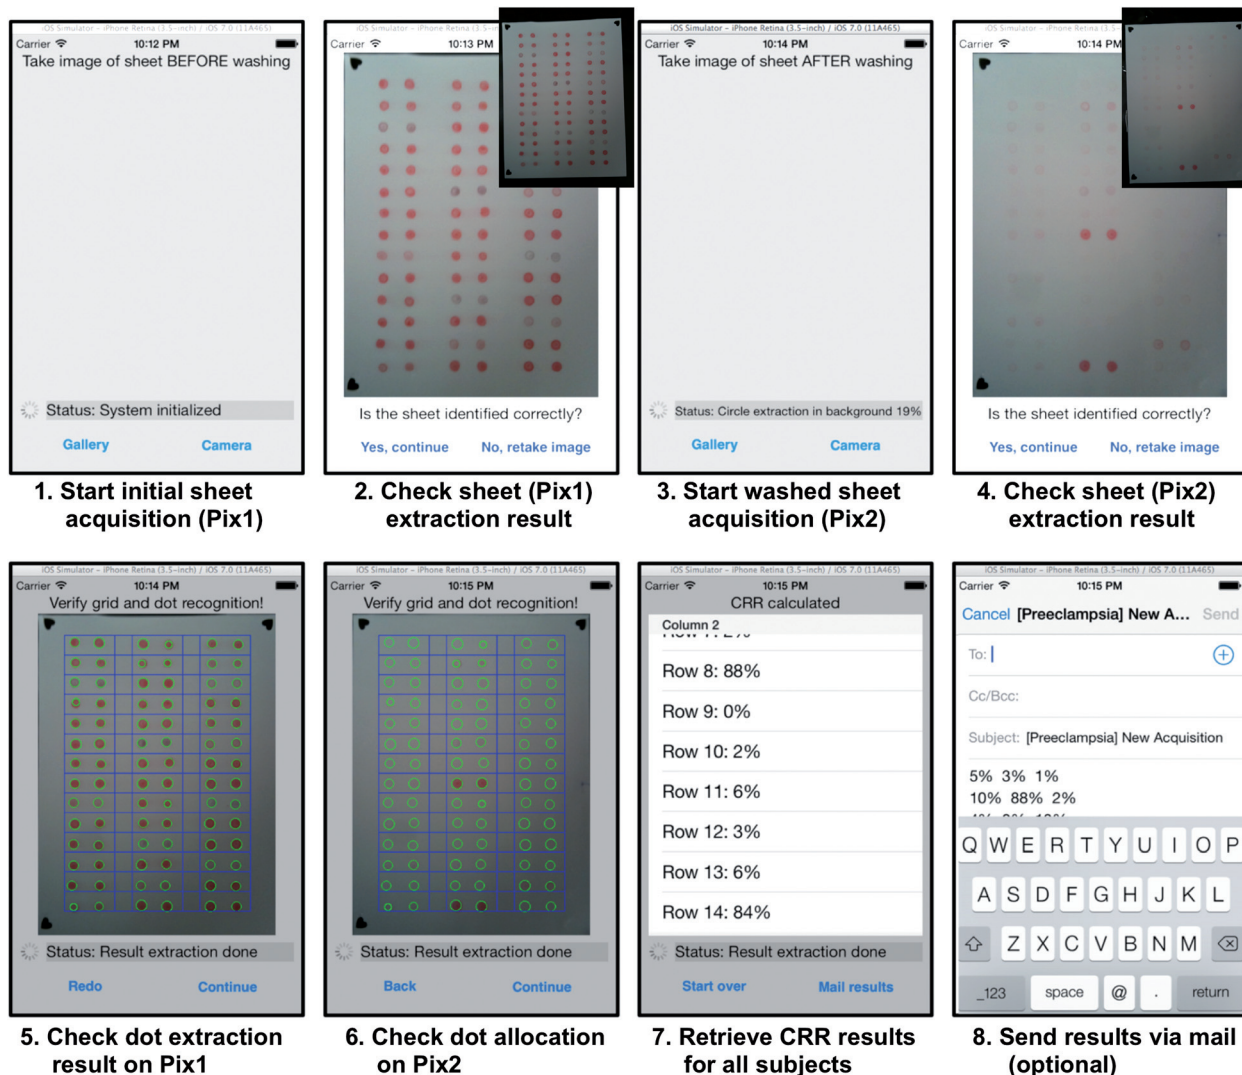 iOS Simulator – iPhone Retina (3.5-inch) / iOS 7.0 (11A465)
Carrier 10:12 PM
Take image of sheet BEFORE washing
Status: System initialized
Gallery Camera
1. Start initial sheet
acquisition (Pix1)
iOS Simulator – iPhone Retina (3.5-in
Carrier 10:13 PM
Is the sheet identified correctly?
Yes, continue No, retake image
2. Check sheet (Pix1)
extraction result
iOS Simulator – iPhone Retina (3.5-inch) / iOS 7.0 (11A465)
Carrier 10:14 PM
Take image of sheet AFTER washing
Status: Circle extraction in background 19%
Gallery Camera
3. Start washed sheet
acquisition (Pix2)
iOS Simulator – iPhone Retina (3.5-
Carrier 10:14 PM
Is the sheet identified correctly?
Yes, continue No, retake image
4. Check sheet (Pix2)
extraction result
iOS Simulator – iPhone Retina (3.5-inch) / iOS 7.0 (11A465)
Carrier 10:14 PM
Verify grid and dot recognition!
Status: Result extraction done
Redo Continue
5. Check dot extraction
result on Pix1
iOS Simulator – iPhone Retina (3.5-inch) / iOS 7.0 (11A465)
Carrier 10:15 PM
Verify grid and dot recognition!
Status: Result extraction done
Back Continue
6. Check dot allocation
on Pix2
iOS Simulator – iPhone Retina (3.5-inch) / iOS 7.0 (11A465)
Carrier 10:15 PM
CRR calculated
Column 2
Row 8: 88%
Row 9: 0%
Row 10: 2%
Row 11: 6%
Row 12: 3%
Row 13: 6%
Row 14: 84%
Status: Result extraction done
Start over Mail results
7. Retrieve CRR results
for all subjects
iOS Simulator – iPhone Retina (3.5-inch) / iOS 7.0 (11A465)
Carrier 10:15 PM
Cancel [Preeclampsia] New A... Send
To:
Cc/Bcc:
Subject: [Preeclampsia] New Acquisition
5% 3% 1%
10% 88% 2%
Q W E R T Y U I O P
A S D F G H J K L
Z X C V B N M
_123 space @ . return
8. Send results via mail
(optional)